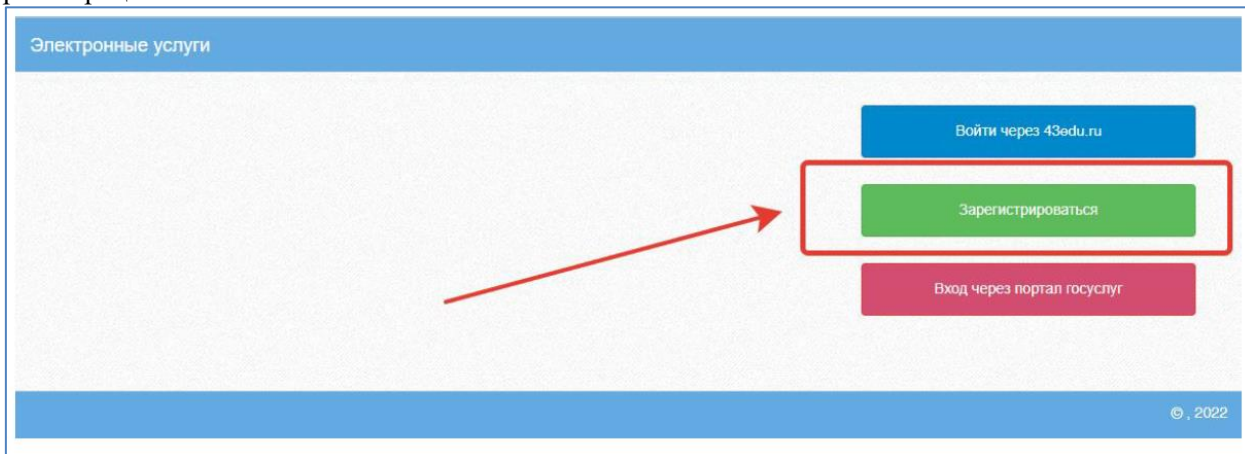 Электронные услуги
Войти через 43edu.ru
Зарегистрироваться
Вход через портал госуслуг
© , 2022